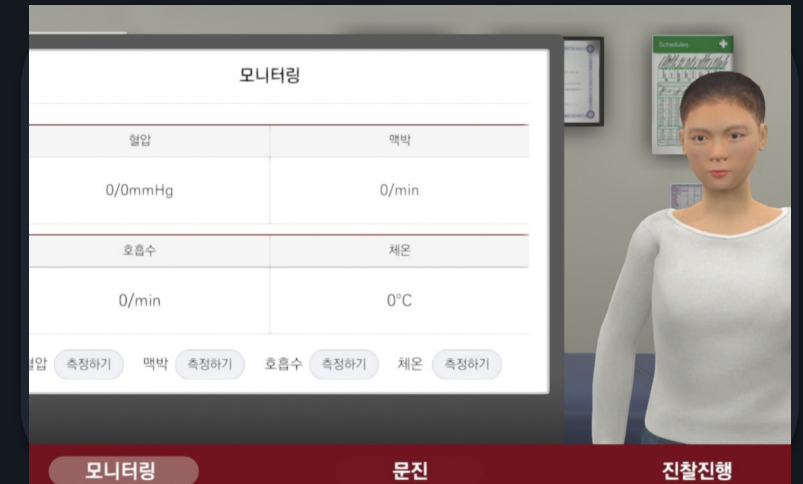 Schedules
모니터링
혈압 맥박
0/0mmHg 0/min
호흡수 체온
0/min 0°C
혈압 측정하기 맥박 측정하기 호흡수 측정하기 체온 측정하기
모니터링 문진 진찰진행